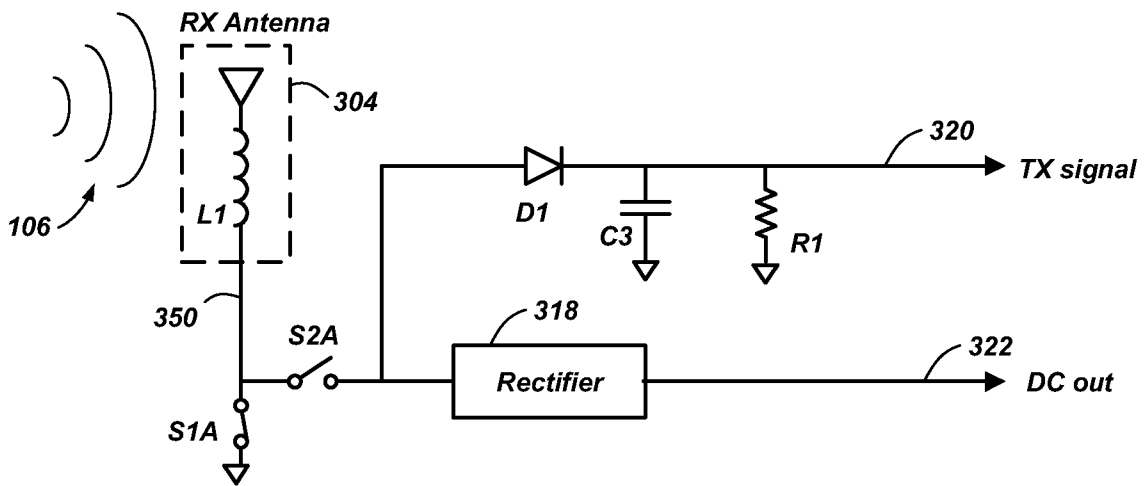 RX Antenna
304
320
TX signal
D1
L1
106
C3
R1
350
318
S2A
322
Rectifier
DC out
S1A